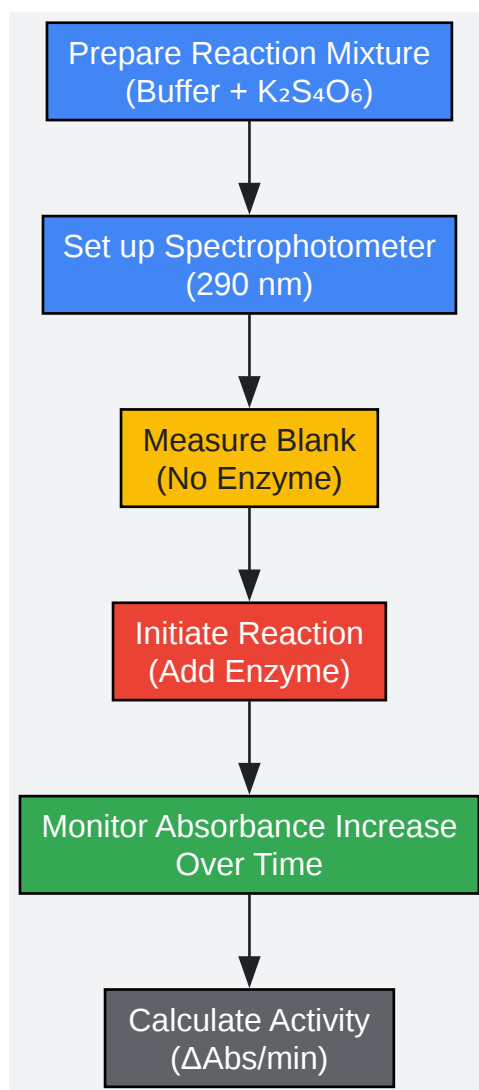 Prepare Reaction Mixture
(Buffer + K₂S₄O₆)
Set up Spectrophotometer
(290 nm)
Measure Blank
(No Enzyme)
Initiate Reaction
(Add Enzyme)
Monitor Absorbance Increase
Over Time
Calculate Activity
(ΔAbs/min)